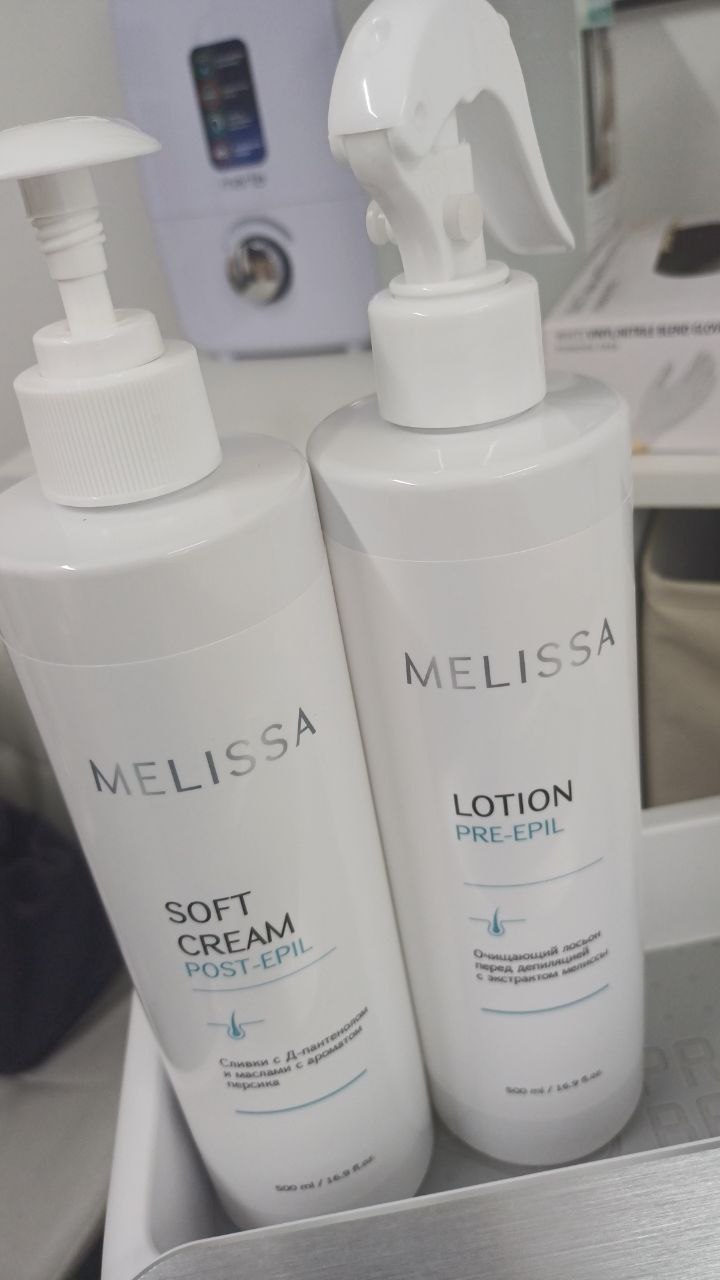 MELISSA
SOFT
CREAM
POST-EPIL
Сливки с Д-пантенолом
и маслами с ароматом
персика
500 ml / 16.9 fl.oz.
MELISSA
LOTION
PRE-EPIL
Очищающий лосьон
перед депиляцией
с экстрактом мелиссы
500 ml / 16.9 fl.oz.